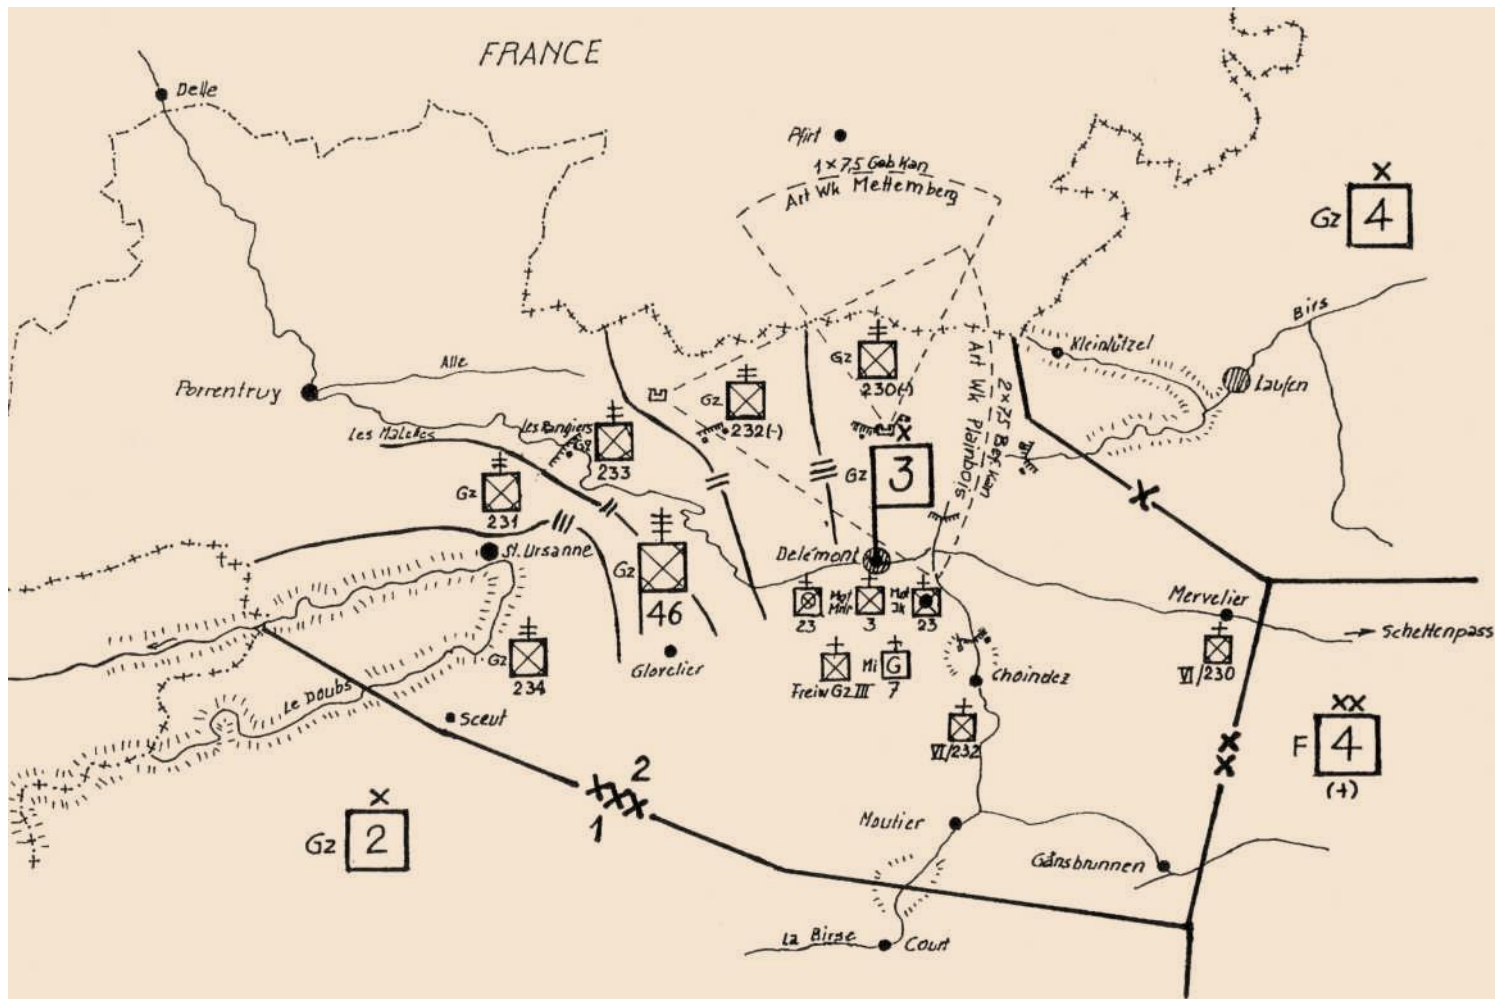 FRANCE
Delle
Pfirt
1 x 7,5 Geb Kan
Art Wk Mettemberg
Gz 4
Birs
Kleinlützel
Laufen
Alle
Porrentruy
Gz
230(-)
Gz
232(-)
Les Malettes
Les Rangiers
Gz
233
Art Wk Plainbois
2 x 7,5 Bef Kan
Gz 3
Gz
231
St. Ursanne
Gz
46
Delémont
Mervelier
Scheltenpass
23
Mot Mitr
3
Mot Ik
23
VI/230
Gz
234
Glovelier
Freiw Gz III
Mi G
7
Choindez
Le Doubs
Sceut
VI/232
F 4
(+)
2
1
Gz 2
Moutier
Gänsbrunnen
La Birse
Court